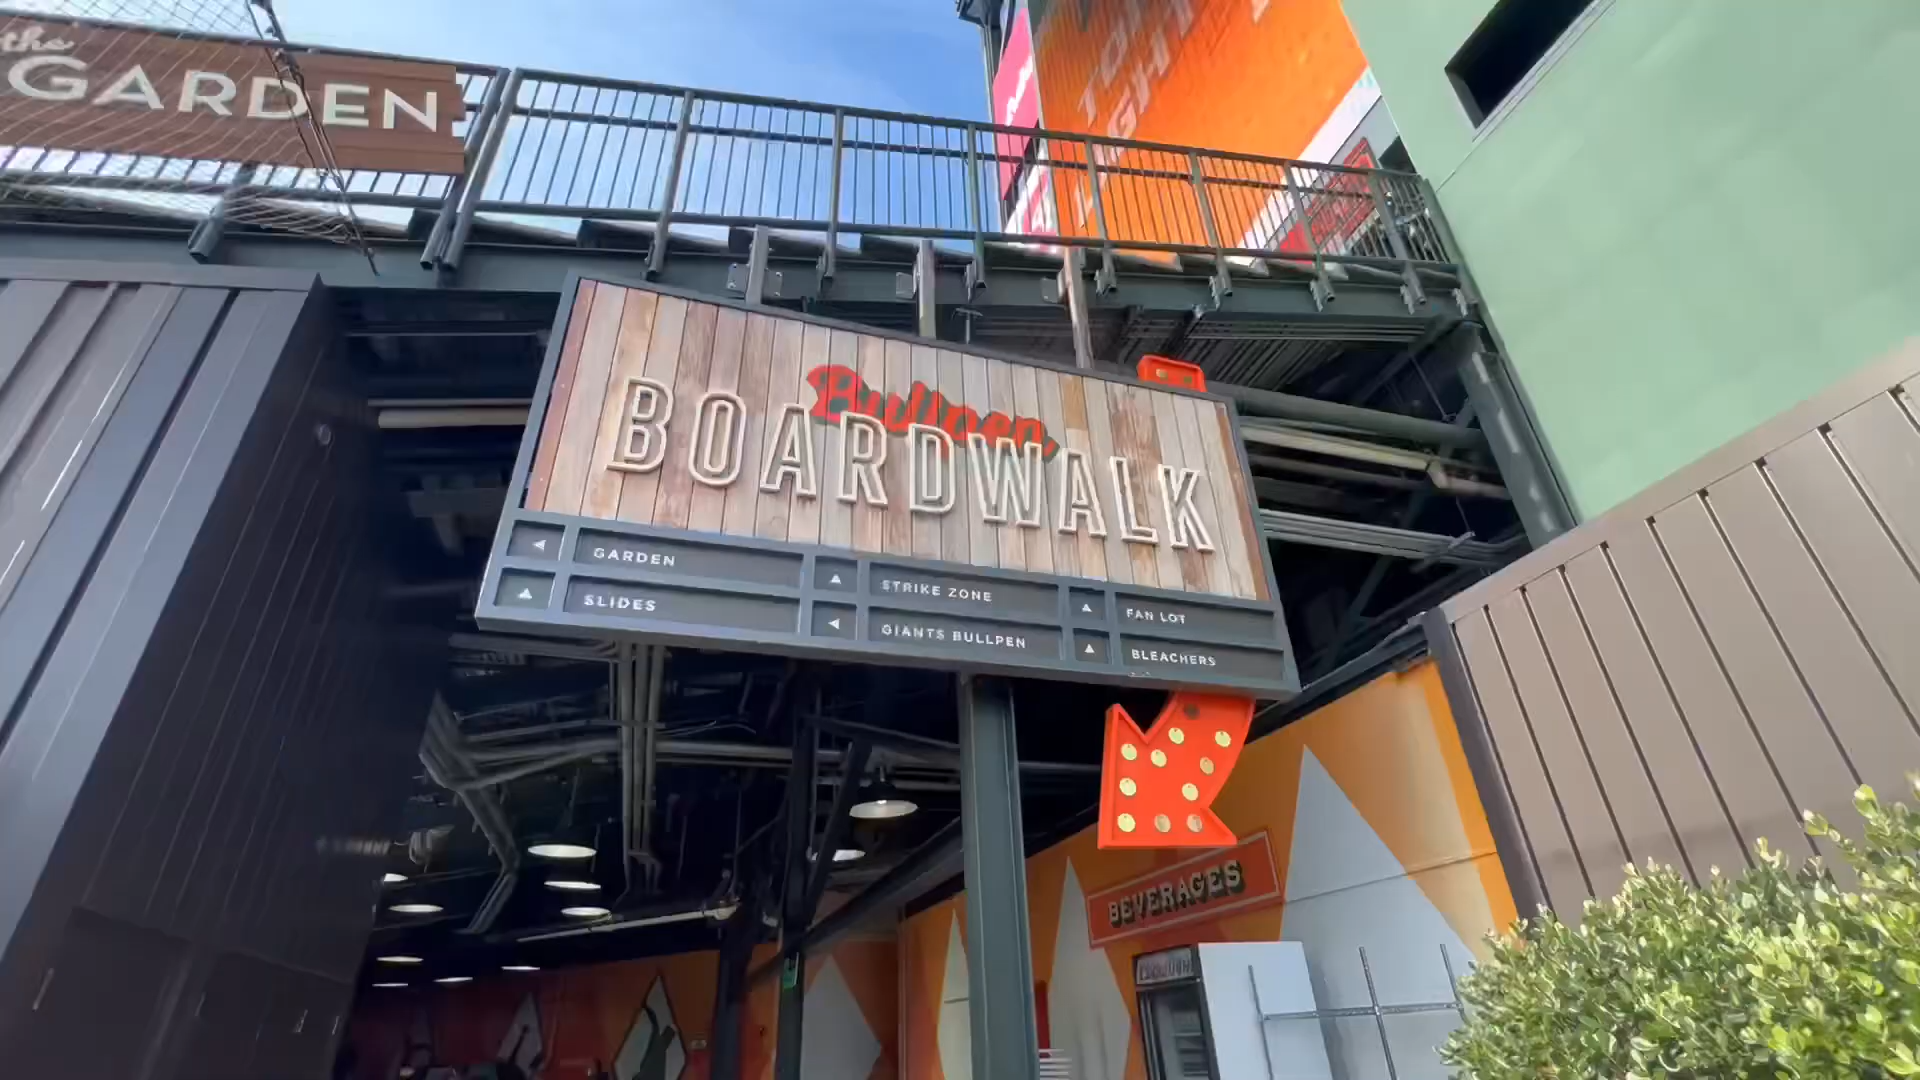 the
GARDEN
Bullpen
BOARDWALK
GARDEN
SLIDES
STRIKE ZONE
GIANTS BULLPEN
FAN LOT
BLEACHERS
BEVERAGES